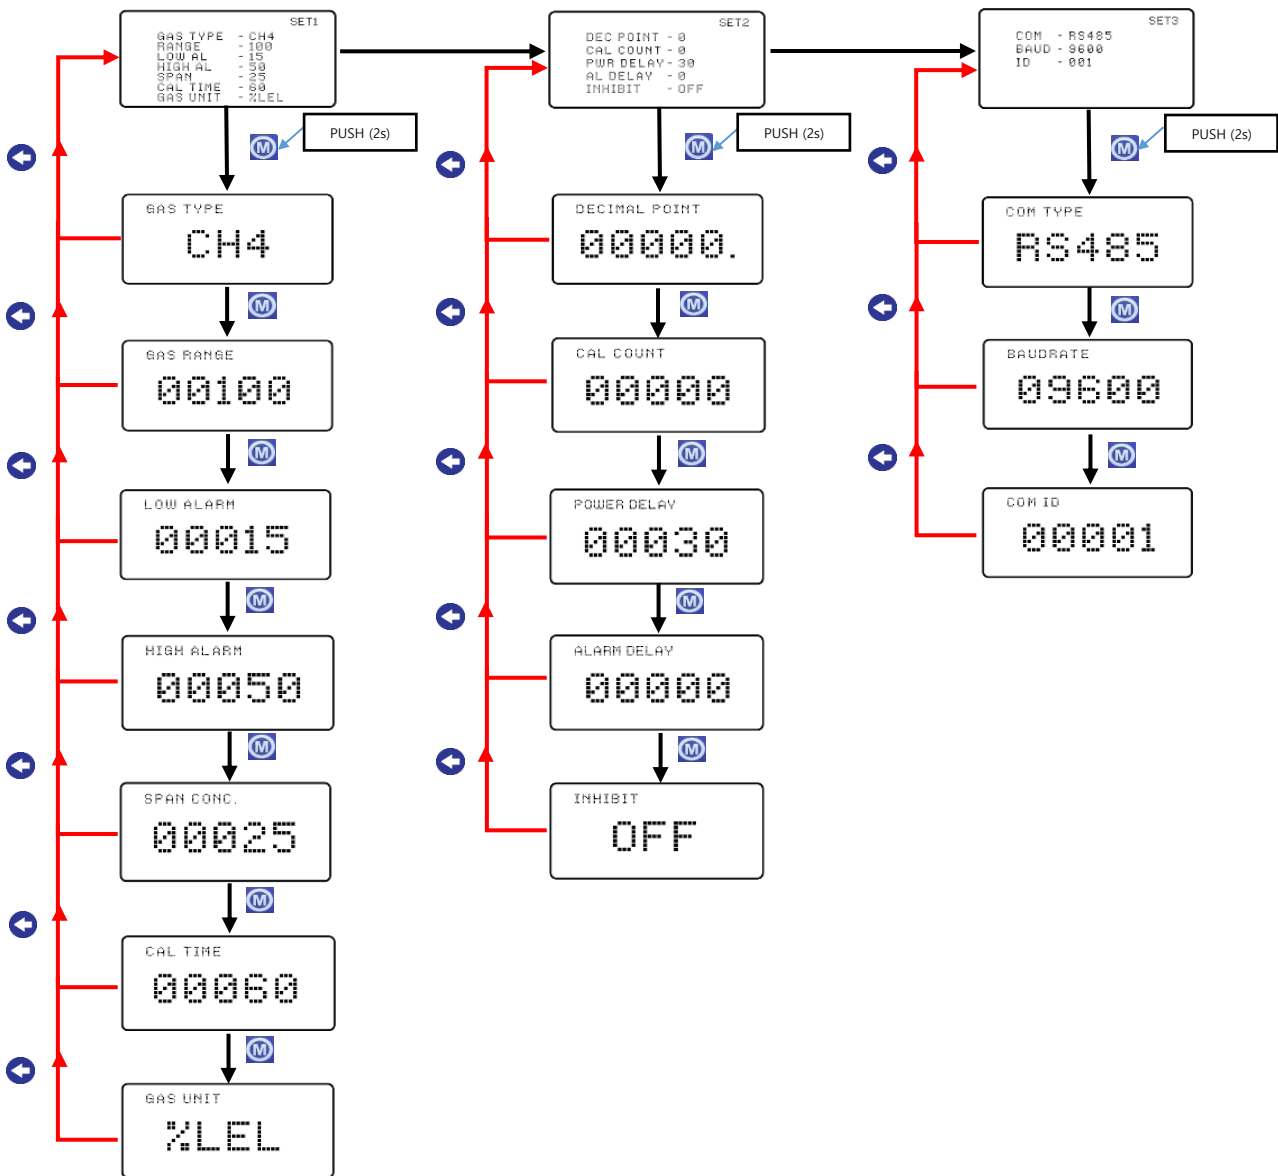 SET1
GAS TYPE - CH4
RANGE - 100
LOW AL - 15
HIGH AL - 50
SPAN - 25
CAL TIME - 60
GAS UNIT - %LEL
M
PUSH (2s)
GAS TYPE
CH4
M
GAS RANGE
00100
M
LOW ALARM
00015
M
HIGH ALARM
00050
M
SPAN CONC.
00025
M
CAL TIME
00060
M
GAS UNIT
%LEL
SET2
DEC POINT - 0
CAL COUNT - 0
PWR DELAY - 30
AL DELAY - 0
INHIBIT - OFF
M
PUSH (2s)
DECIMAL POINT
00000.
M
CAL COUNT
00000
M
POWER DELAY
00030
M
ALARM DELAY
00000
M
INHIBIT
OFF
SET3
COM - RS485
BAUD - 9600
ID - 001
M
PUSH (2s)
COM TYPE
RS485
M
BAUDRATE
09600
M
COM ID
00001